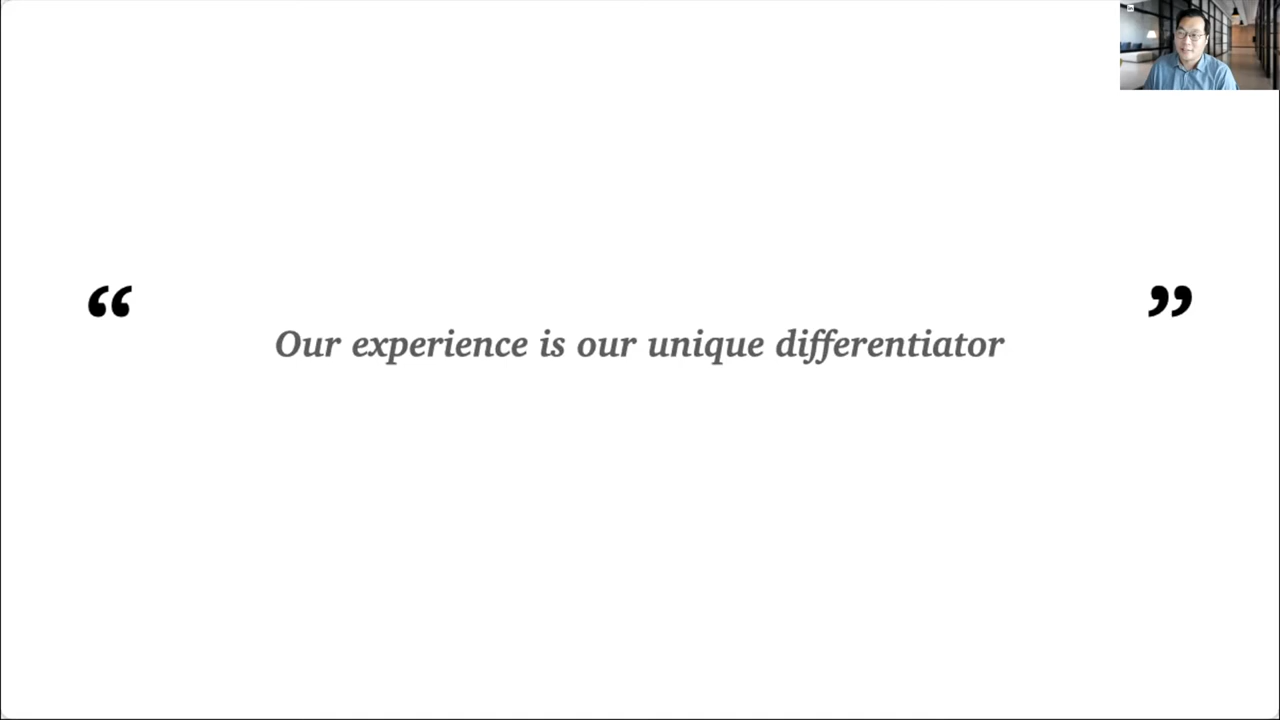 “ Our experience is our unique differentiator ”